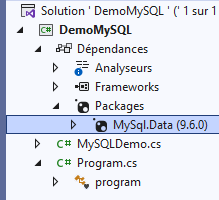 Solution ' DemoMySQL ' (' 1 sur 1
DemoMySQL
Dépendances
Analyseurs
Frameworks
Packages
MySql.Data (9.6.0)
C# MySQLDemo.cs
C# Program.cs
program